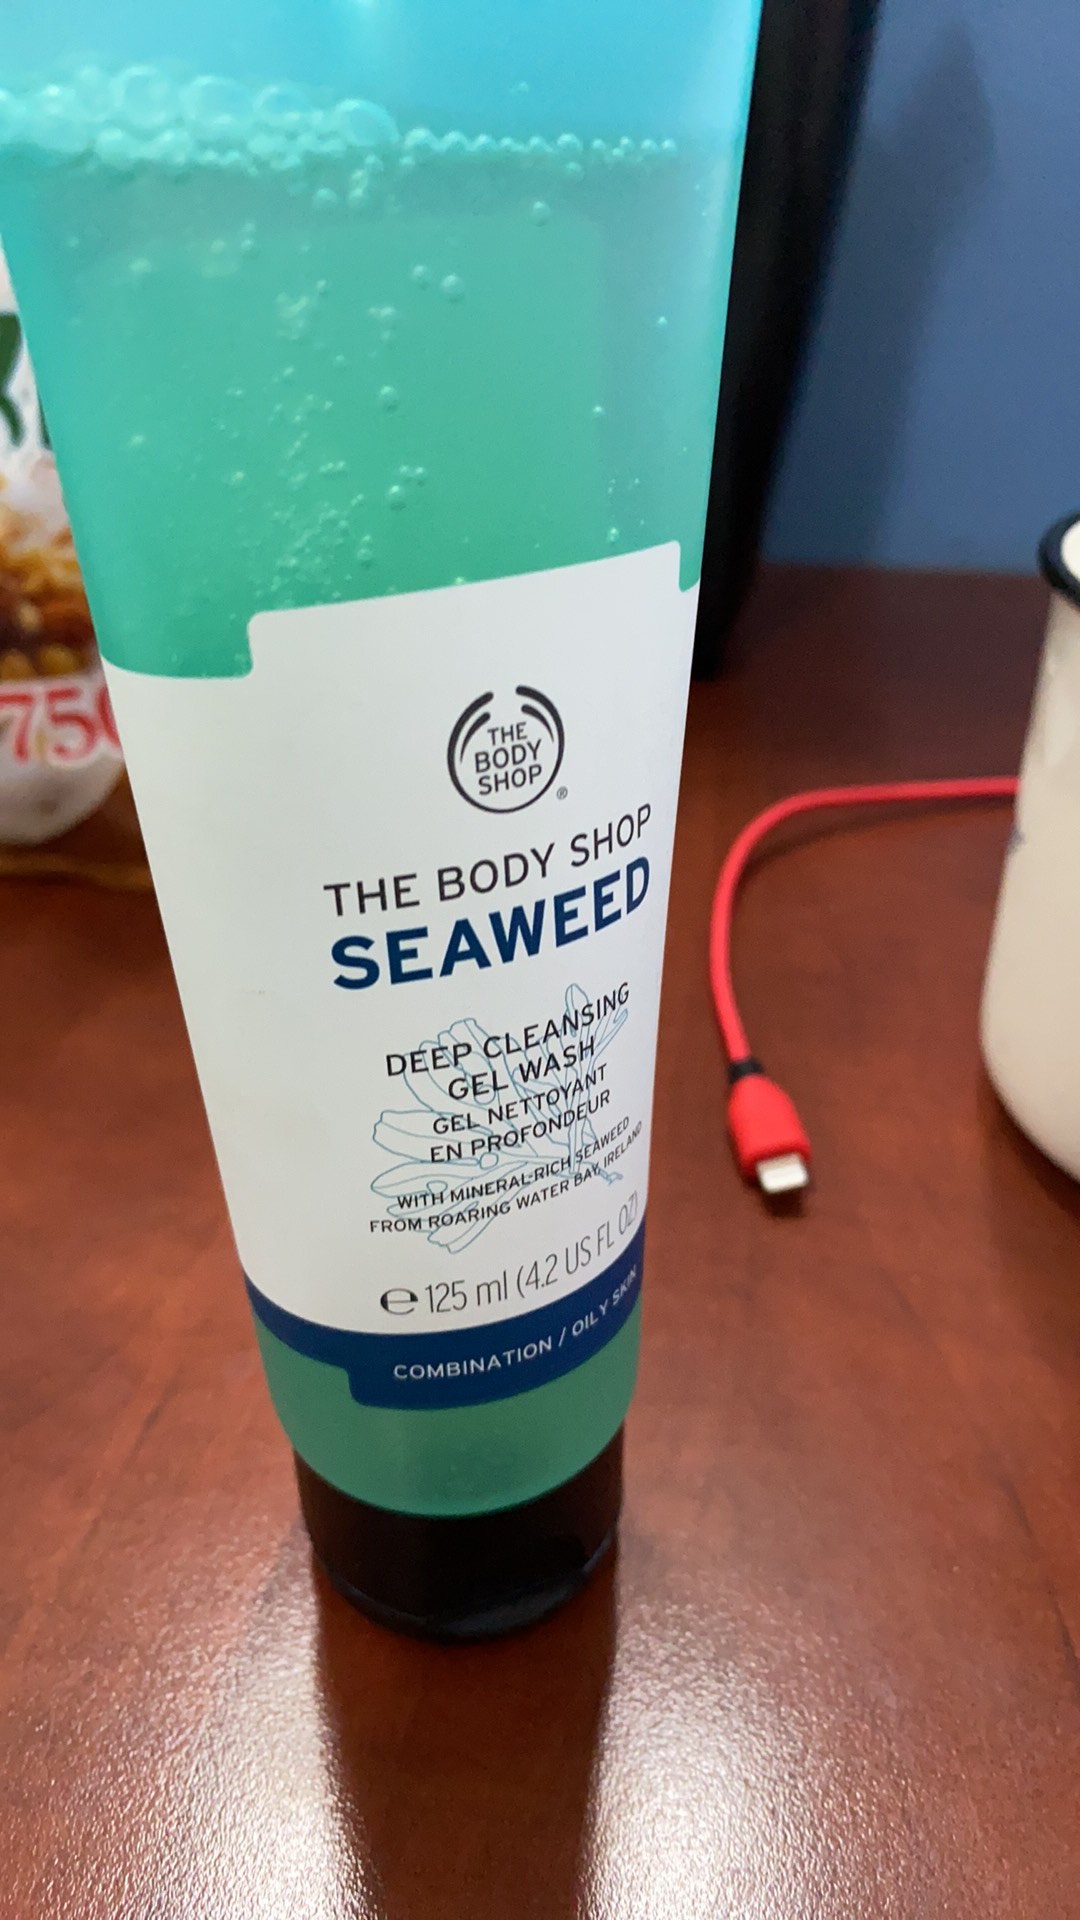 THE
BODY
SHOP
®
THE BODY SHOP
SEAWEED
DEEP CLEANSING
GEL WASH
GEL NETTOYANT
EN PROFONDEUR
WITH MINERAL-RICH SEAWEED
FROM ROARING WATER BAY, IRELAND
e 125 ml (4.2 US FL OZ)
COMBINATION / OILY SKIN